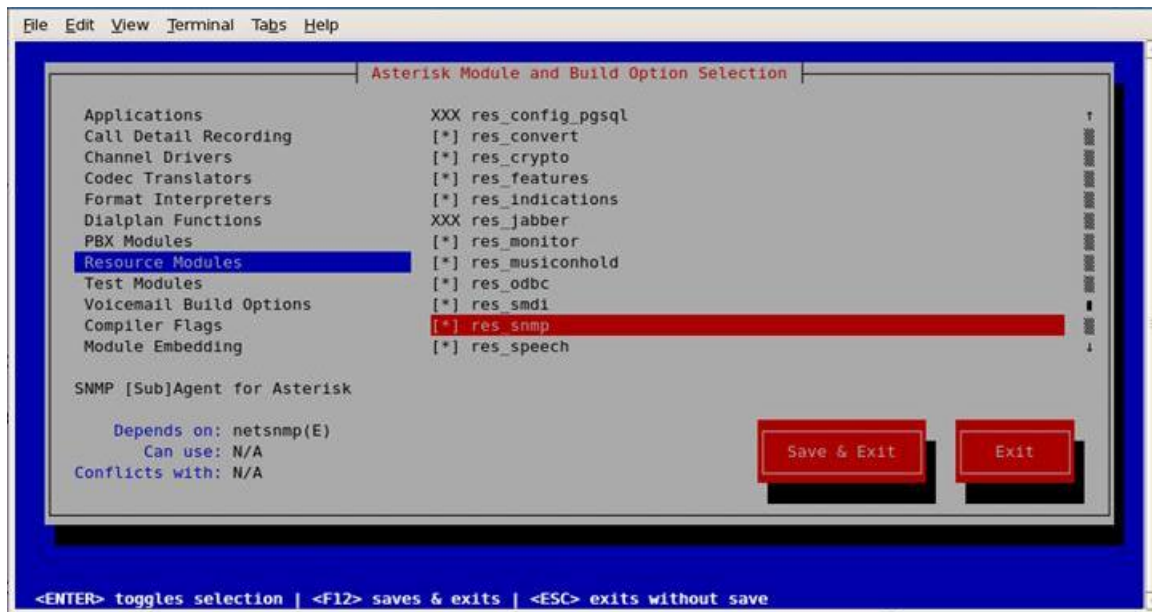 File Edit View Terminal Tabs Help
Asterisk Module and Build Option Selection
Applications
Call Detail Recording
Channel Drivers
Codec Translators
Format Interpreters
Dialplan Functions
PBX Modules
Resource Modules
Test Modules
Voicemail Build Options
Compiler Flags
Module Embedding
XXX res_config_pgsql
[*] res_convert
[*] res_crypto
[*] res_features
[*] res_indications
XXX res_jabber
[*] res_monitor
[*] res_musiconhold
[*] res_odbc
[*] res_smdi
[*] res_snmp
[*] res_speech
SNMP [Sub]Agent for Asterisk
Depends on: netsnmp(E)
Can use: N/A
Conflicts with: N/A
Save & Exit
Exit
<ENTER> toggles selection | <F12> saves & exits | <ESC> exits without save